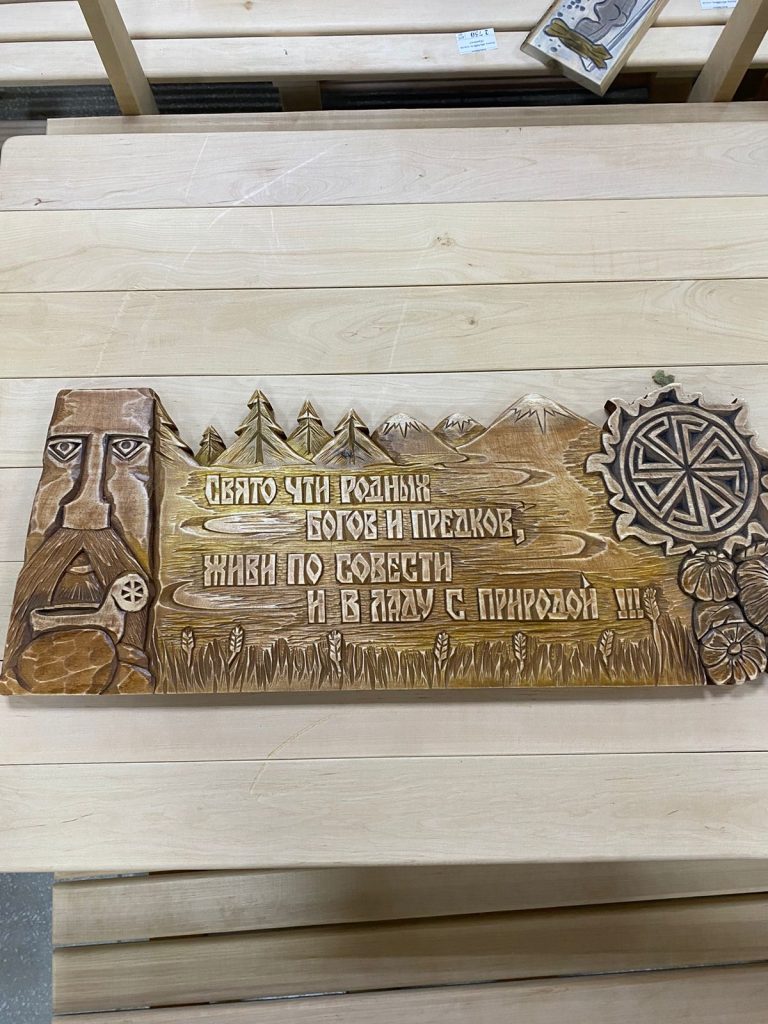 СВЯТО ЧТИ РОДНЫХ
БОГОВ И ПРЕДКОВ,
ЖИВИ ПО СОВЕСТИ
И В ЛАДУ С ПРИРОДОЙ !!!